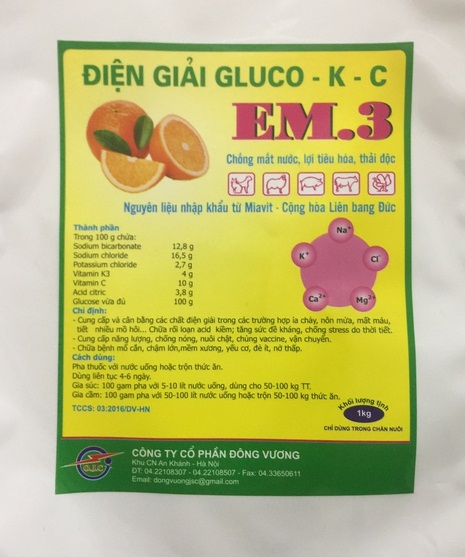 ĐIỆN GIẢI GLUCO - K - C
EM.3
Chống mất nước, lợi tiêu hóa, thải độc
Nguyên liệu nhập khẩu từ Miavit - Cộng hòa Liên bang Đức
Thành phần
Trong 100 g chứa:
Sodium bicarbonate 12,8 g
Sodium chloride 16,5 g
Potassium chloride 2,7 g
Vitamin K3 4 g
Vitamin C 10 g
Acid citric 3,8 g
Glucose vừa đủ 100 g
Na+
K+
Cl-
Ca2+
Mg2+
Chỉ định:
- Cung cấp và cân bằng các chất điện giải trong các trường hợp ỉa chảy, nôn mửa, mất máu,
tiết nhiều mồ hôi... Chữa rối loạn acid kiềm; tăng sức đề kháng, chống stress do thời tiết.
- Cung cấp năng lượng, chống nóng, nuôi chật, chủng vaccine, vận chuyển.
- Chữa bệnh mổ cắn, chậm lớn, mềm xương, yếu cơ, đẻ ít, nở thấp.
Cách dùng:
Pha thuốc với nước uống hoặc trộn thức ăn.
Dùng liên tục 4-6 ngày.
Gia súc: 100 gam pha với 5-10 lít nước uống, dùng cho 50-100 kg TT.
Gia cầm: 100 gam pha với 50-100 lít nước uống hoặc trộn 50-100 kg thức ăn.
TCCS: 03:2016/DV-HN
Khối lượng tịnh
1kg
CHỈ DÙNG TRONG CHĂN NUÔI
CÔNG TY CỔ PHẦN ĐÔNG VƯƠNG
Khu CN An Khánh - Hà Nội
DT: 04.22108307 - 04.22108507 - Fax: 04.33650611
Email: dongvuongjsc@gmail.com